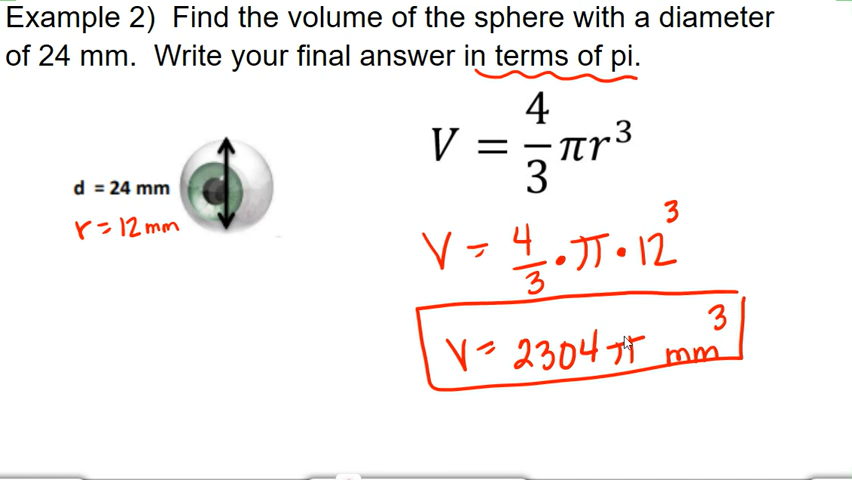 Example 2)  Find the volume of the sphere with a diameter
of 24 mm.  Write your final answer in terms of pi.
V = 4/3 πr³
d = 24 mm
r = 12 mm
V = 4/3 · π · 12³
V = 2304 π mm³